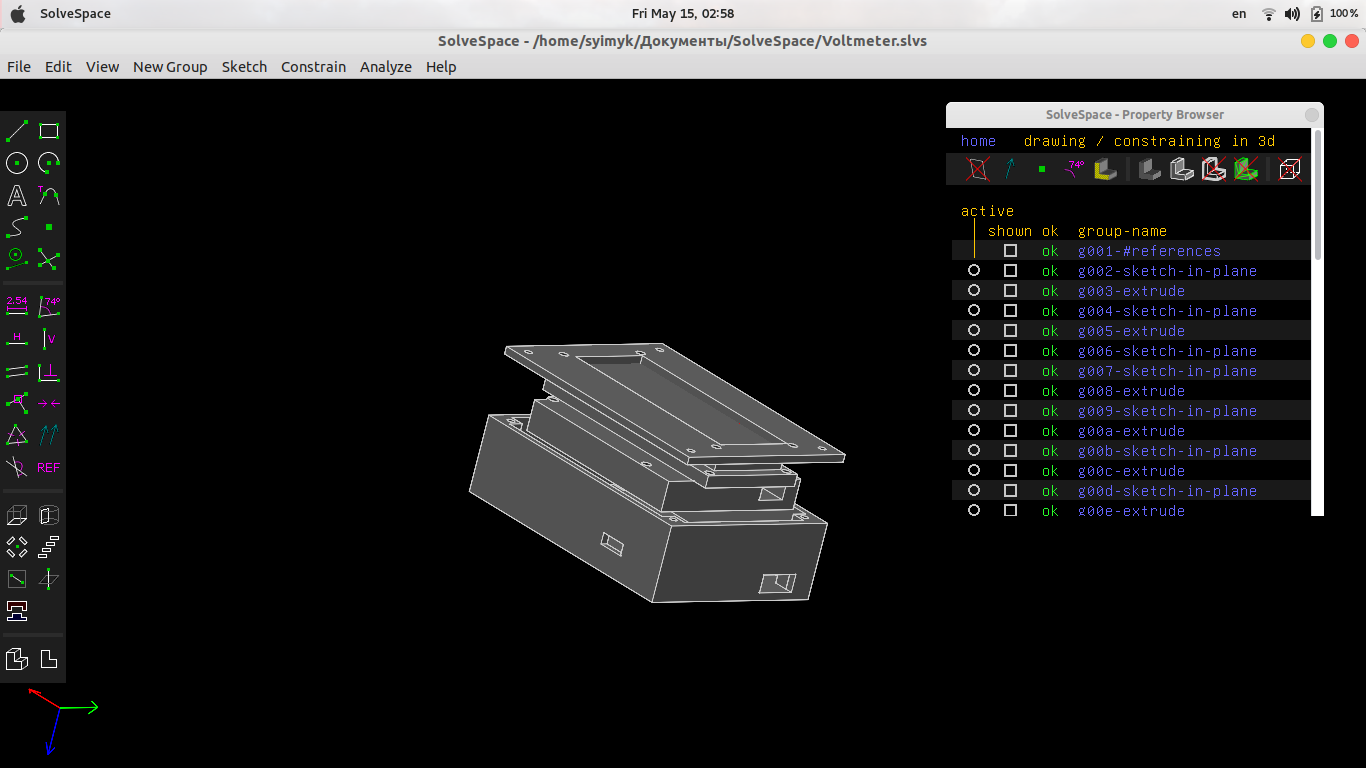 SolveSpace
Fri May 15, 02:58
en
100%
SolveSpace - /home/syimyk/Документы/SolveSpace/Voltmeter.slvs
File Edit View New Group Sketch Constrain Analyze Help
SolveSpace - Property Browser
home drawing / constraining in 3d
74°
active
shown ok group-name
ok g001-#references
ok g002-sketch-in-plane
ok g003-extrude
ok g004-sketch-in-plane
ok g005-extrude
ok g006-sketch-in-plane
ok g007-sketch-in-plane
ok g008-extrude
ok g009-sketch-in-plane
ok g00a-extrude
ok g00b-sketch-in-plane
ok g00c-extrude
ok g00d-sketch-in-plane
ok g00e-extrude
A T
2.54 74°
H V
REF